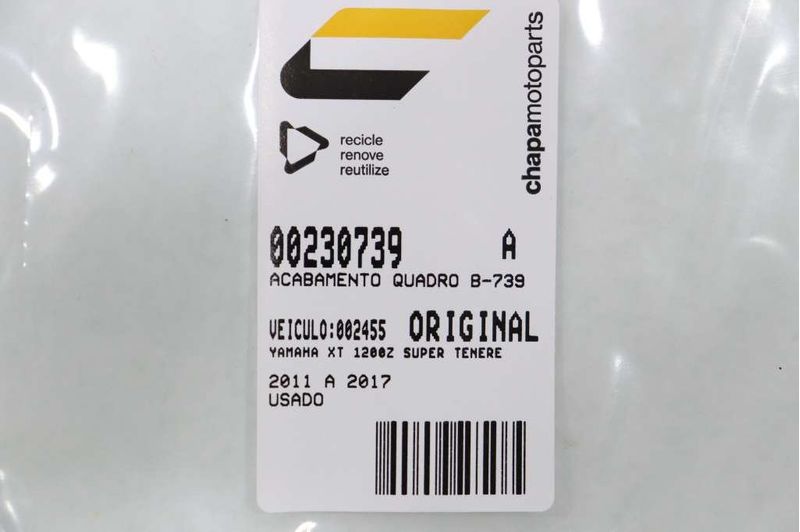 chapamotoparts
recicle
renove
reutilize
00230739 A
ACABAMENTO QUADRO B-739
VEICULO:002455 ORIGINAL
YAMAHA XT 1200Z SUPER TENERE
2011 A 2017
USADO